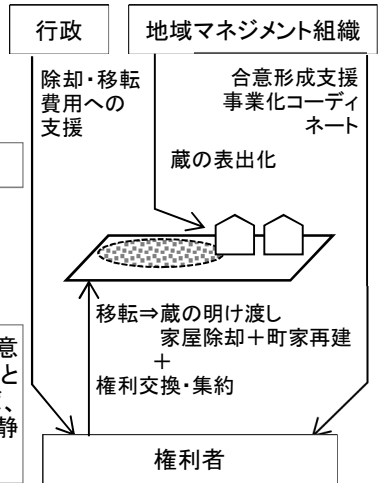 行政
地域マネジメント組織
除却・移転
費用への
支援
合意形成支援
事業化コーディ
ネート
蔵の表出化
移転⇒蔵の明け渡し
家屋除却＋町家再建
＋
権利交換・集約
意
と
、
静
権利者